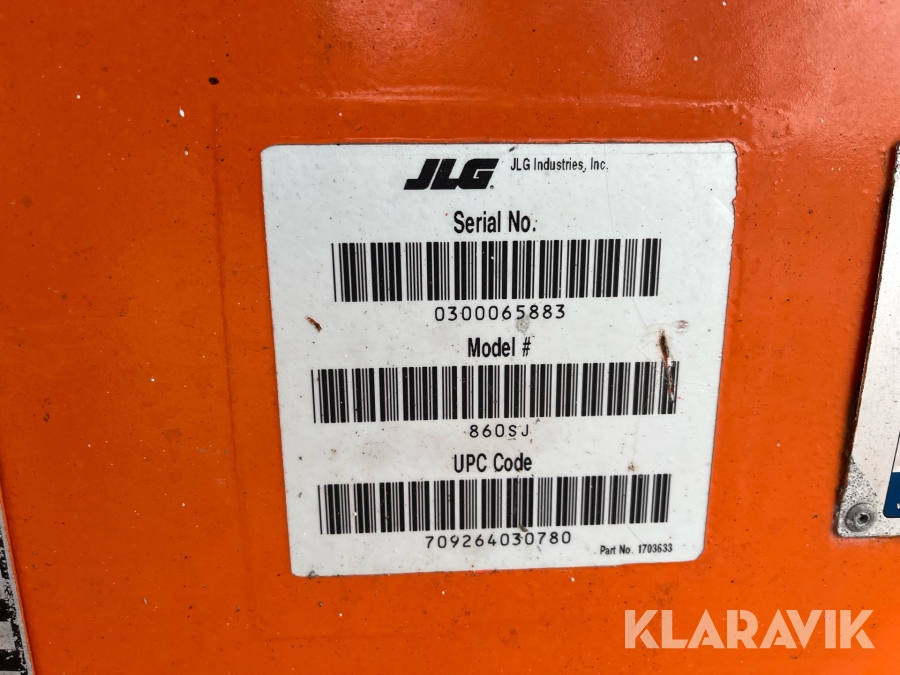 JLG JLG Industries, Inc.
Serial No.
0300065883
Model #
860SJ
UPC Code
709264030780
Part No. 1703633
KLARAVIK